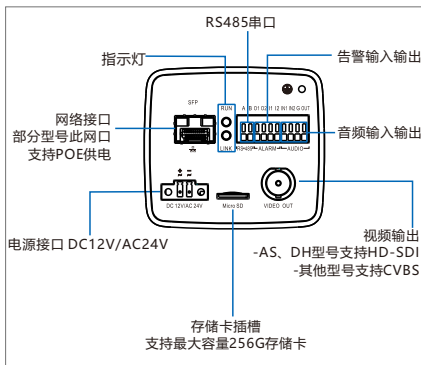 RS485串口
指示灯
告警输入输出
SFP
RUN
A B O1 O2 I1 I2 IN1 IN2 G OUT
网络接口
部分型号此网口
支持POE供电
音频输入输出
LINK
RS485 ALARM AUDIO
DC 12V/AC 24V
Micro SD
VIDEO OUT
电源接口 DC12V/AC24V
视频输出
-AS、DH型号支持HD-SDI
-其他型号支持CVBS
存储卡插槽
支持最大容量256G存储卡